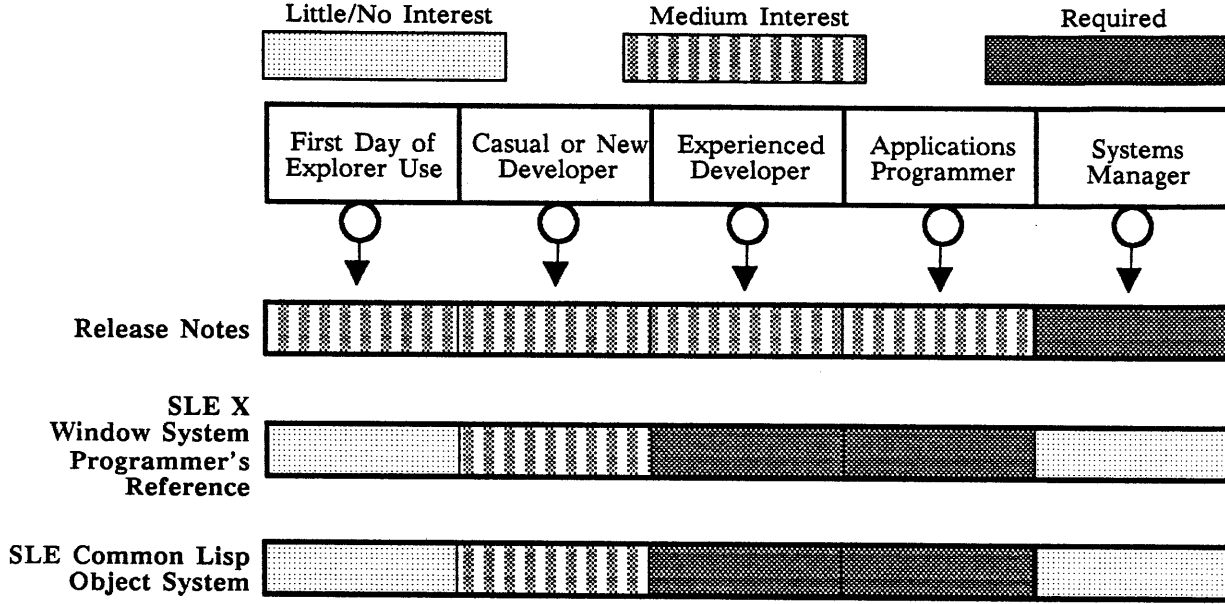 Little/No Interest
Medium Interest
Required
First Day of
Explorer Use
Casual or New
Developer
Experienced
Developer
Applications
Programmer
Systems
Manager
Release Notes
SLE X
Window System
Programmer's
Reference
SLE Common Lisp
Object System